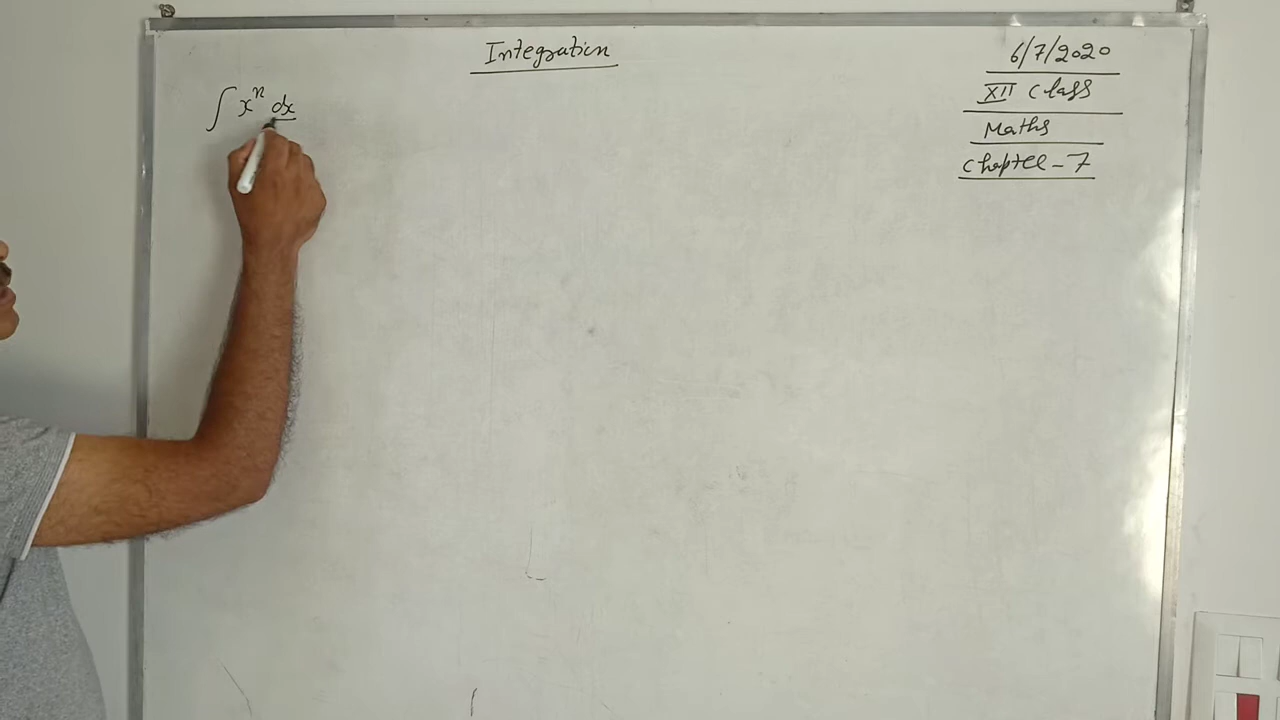 Integration
6/7/2020
XII Class
Maths
Chapter - 7
∫ xⁿ dx